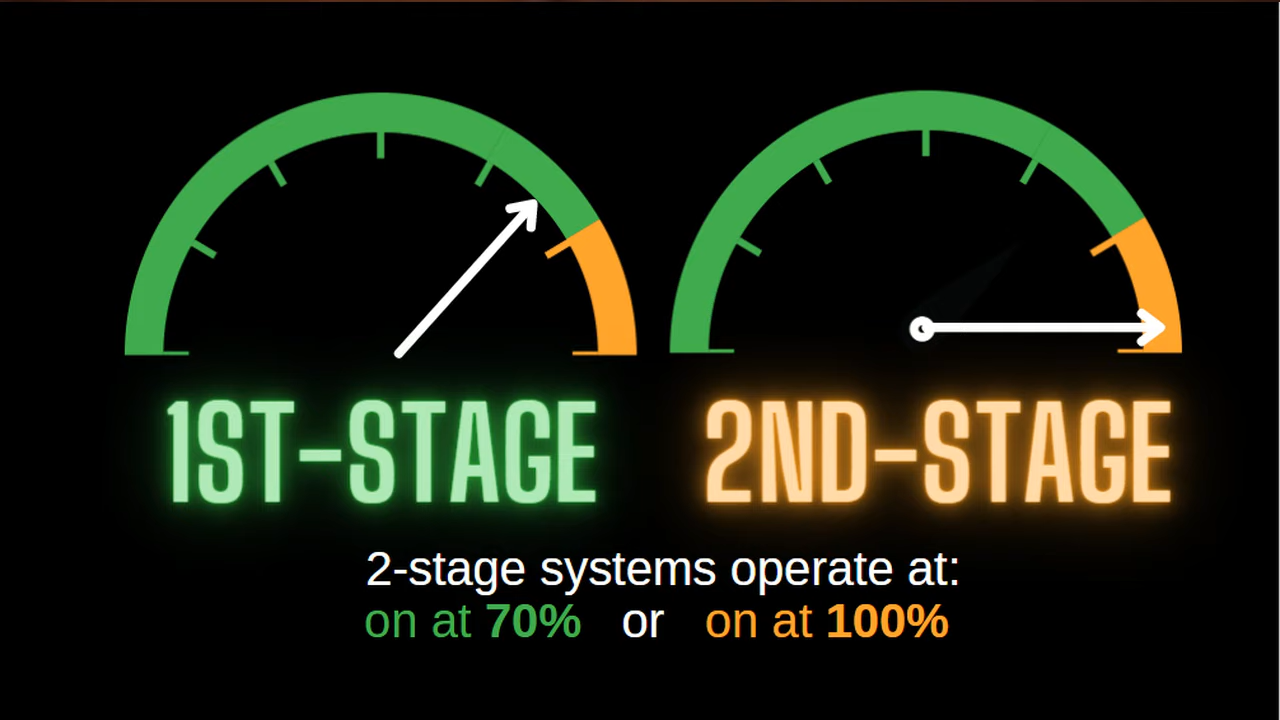 1ST-STAGE 2ND-STAGE
2-stage systems operate at:
on at 70% or on at 100%